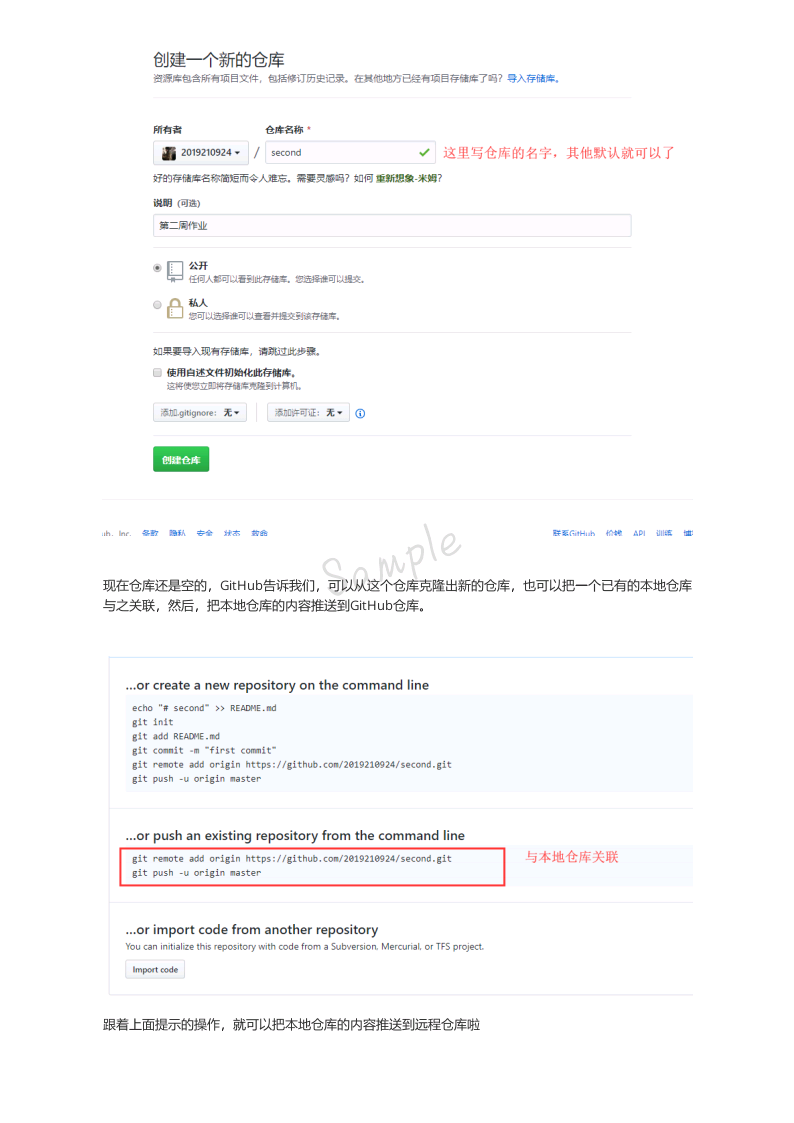 创建一个新的仓库
资源库包含所有项目文件，包括修订历史记录。在其他地方已经有项目存储库了吗？导入存储库。
所有者
仓库名称 *
2019210924 / second 这里写仓库的名字，其他默认就可以了
好的存储库名称简短而令人难忘。需要灵感吗？如何 重新想象-米姆？
说明 (可选)
第二周作业
公开
任何人都可以看到此存储库。您选择谁可以提交。
私人
您可以选择谁可以查看并提交到该存储库。
如果要导入现有存储库，请跳过此步骤。
使用自述文件初始化此存储库。
这将使您立即将存储库克隆到计算机。
添加.gitignore: 无 添加许可证: 无
创建仓库
Inc. 条款 隐私 安全 状态 救命 联系GitHub 价钱 API 训练
Sample
现在仓库还是空的，GitHub告诉我们，可以从这个仓库克隆出新的仓库，也可以把一个已有的本地仓库
与之关联，然后，把本地仓库的内容推送到GitHub仓库。
...or create a new repository on the command line
echo "# second" >> README.md
git init
git add README.md
git commit -m "first commit"
git remote add origin https://github.com/2019210924/second.git
git push -u origin master
...or push an existing repository from the command line
git remote add origin https://github.com/2019210924/second.git 与本地仓库关联
git push -u origin master
...or import code from another repository
You can initialize this repository with code from a Subversion, Mercurial, or TFS project.
Import code
跟着上面提示的操作，就可以把本地仓库的内容推送到远程仓库啦